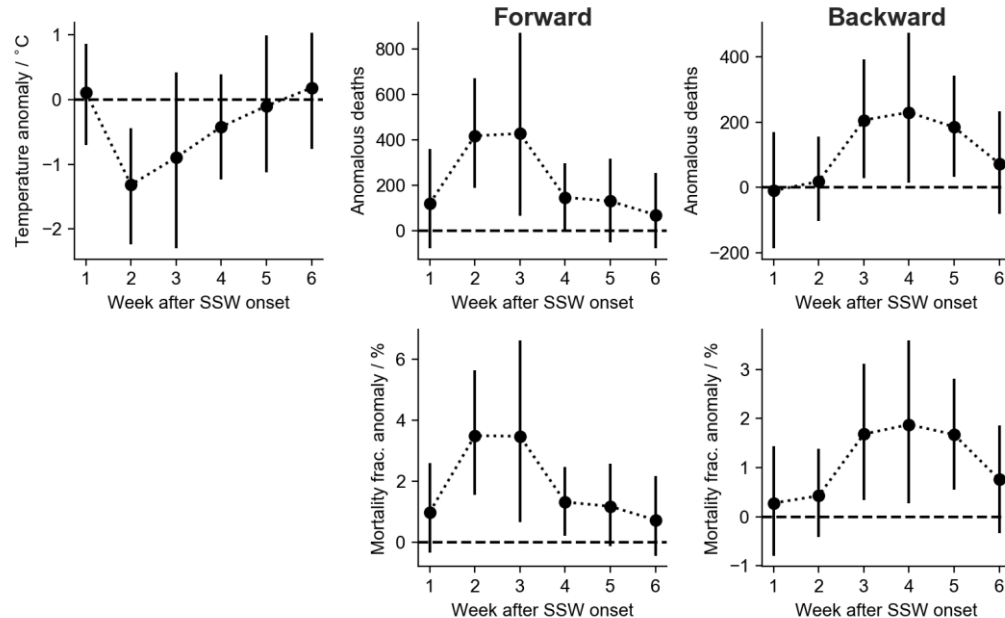 Forward
Backward
Temperature anomaly / °C
1
0
−1
−2
1 2 3 4 5 6
Week after SSW onset
Anomalous deaths
800
600
400
200
0
1 2 3 4 5 6
Week after SSW onset
Anomalous deaths
400
200
0
−200
1 2 3 4 5 6
Week after SSW onset
Mortality frac. anomaly / %
6
4
2
0
1 2 3 4 5 6
Week after SSW onset
Mortality frac. anomaly / %
3
2
1
0
−1
1 2 3 4 5 6
Week after SSW onset